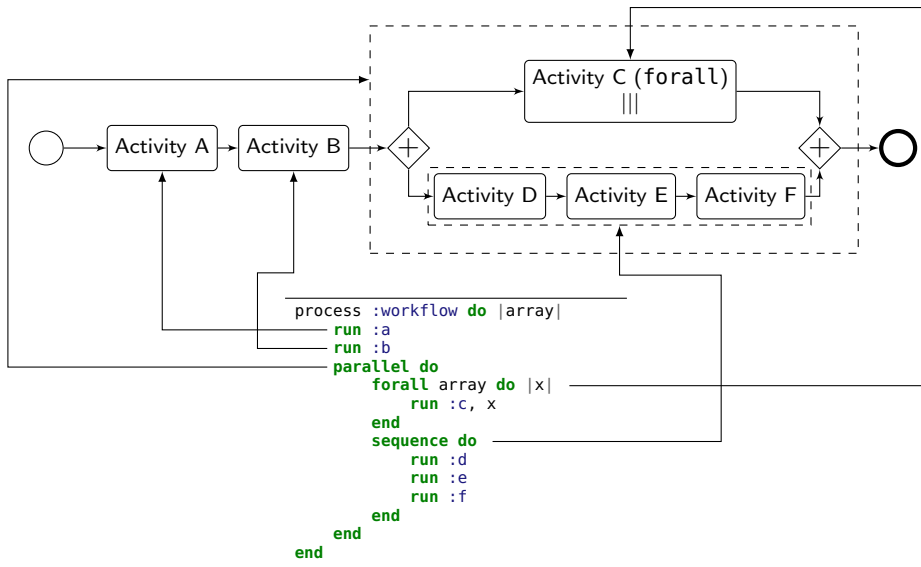 Activity C (forall)
|||
Activity A
Activity B
Activity D
Activity E
Activity F
process :workflow do |array|
    run :a
    run :b
    parallel do
        forall array do |x|
            run :c, x
        end
        sequence do
            run :d
            run :e
            run :f
        end
    end
end